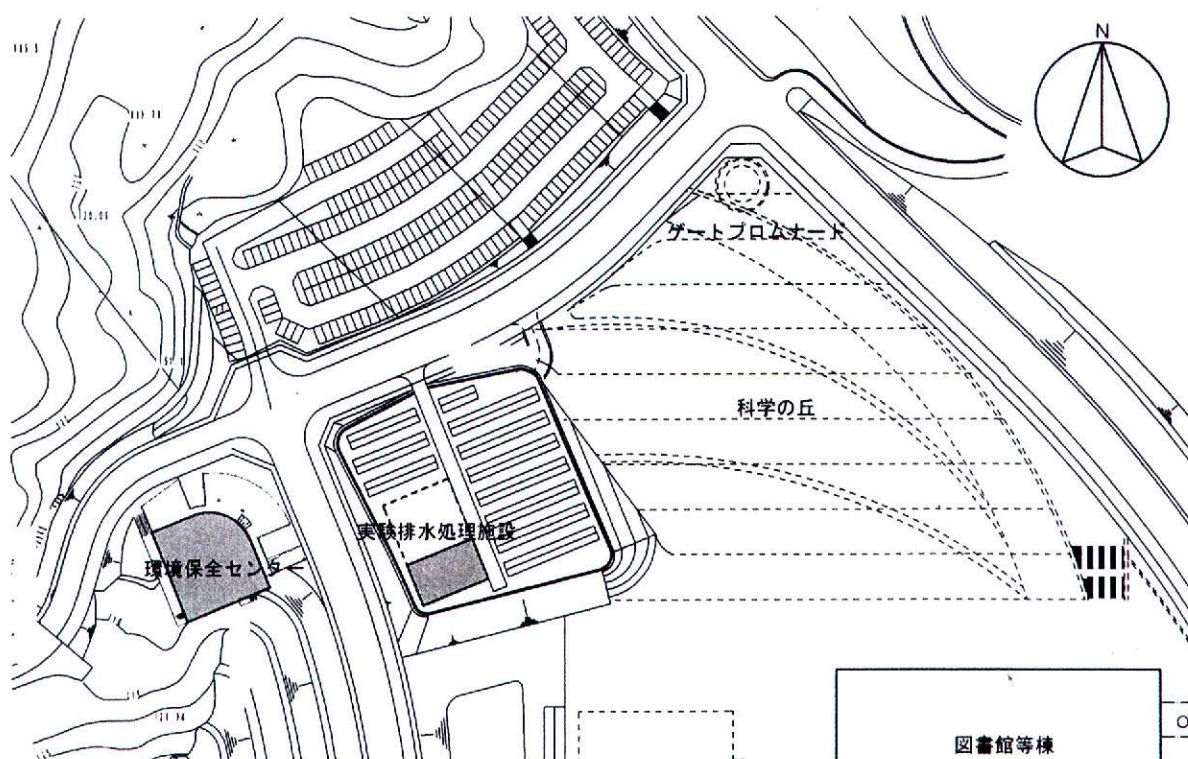 N
ゲートプロムナード
科学の丘
実験排水処理施設
環境保全センター
図書館等棟